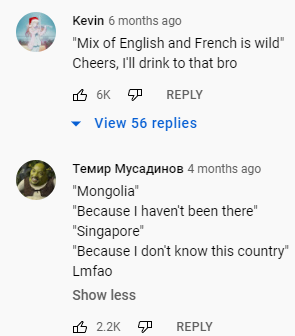 Kevin 6 months ago
"Mix of English and French is wild"
Cheers, I'll drink to that bro
6K REPLY
View 56 replies
Темир Мусадинов 4 months ago
"Mongolia"
"Because I haven't been there"
"Singapore"
"Because I don't know this country"
Lmfao
Show less
2.2K REPLY